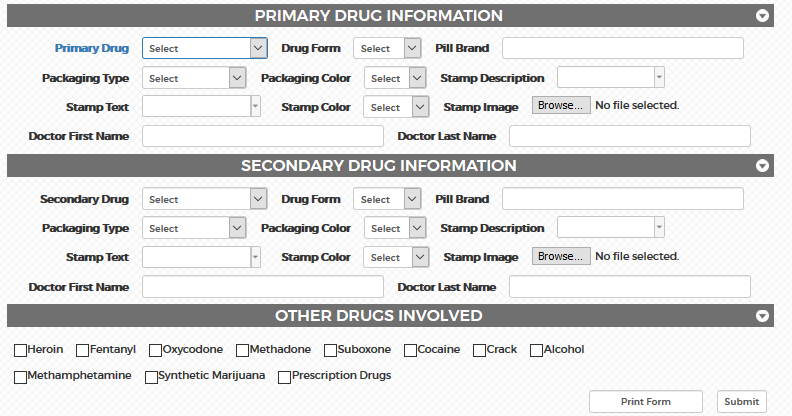 PRIMARY DRUG INFORMATION
Primary Drug Select Drug Form Select Pill Brand
Packaging Type Select Packaging Color Select Stamp Description
Stamp Text Stamp Color Select Stamp Image Browse... No file selected.
Doctor First Name Doctor Last Name
SECONDARY DRUG INFORMATION
Secondary Drug Select Drug Form Select Pill Brand
Packaging Type Select Packaging Color Select Stamp Description
Stamp Text Stamp Color Select Stamp Image Browse... No file selected.
Doctor First Name Doctor Last Name
OTHER DRUGS INVOLVED
Heroin Fentanyl Oxycodone Methadone Suboxone Cocaine Crack Alcohol
Methamphetamine Synthetic Marijuana Prescription Drugs
Print Form Submit